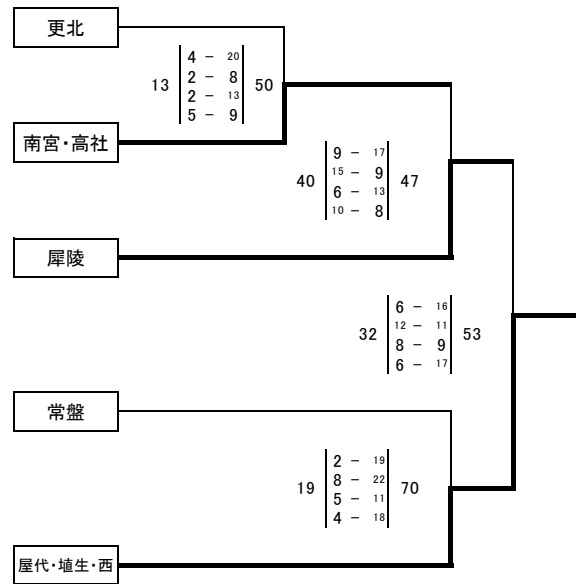 更北
4 - 20
13 2 - 8 50
2 - 13
5 - 9
南宮・高社
9 - 17
15 - 9
40 6 - 13 47
10 - 8
犀陵
6 - 16
12 - 11
32 8 - 9 53
6 - 17
常盤
2 - 19
8 - 22
19 5 - 11 70
4 - 18
屋代・埴生・西